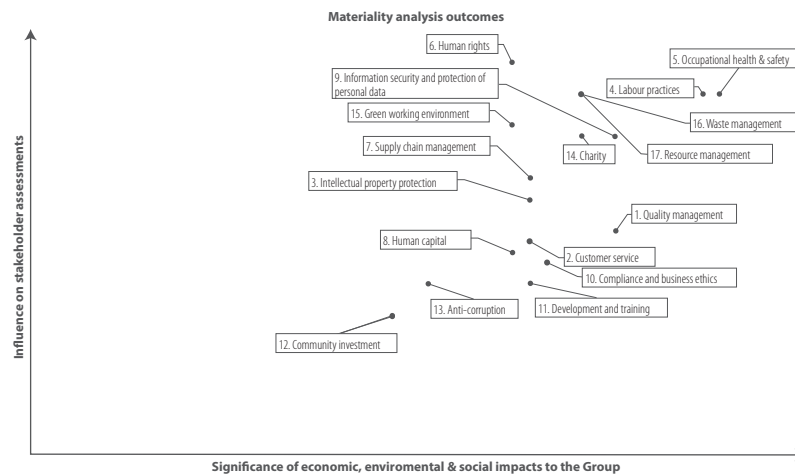 Materiality analysis outcomes
6. Human rights
5. Occupational health & safety
9. Information security and protection of
personal data
4. Labour practices
15. Green working environment
16. Waste management
7. Supply chain management
14. Charity
17. Resource management
3. Intellectual property protection
1. Quality management
8. Human capital
2. Customer service
10. Compliance and business ethics
13. Anti-corruption
11. Development and training
12. Community investment
Influence on stakeholder assessments
Significance of economic, enviromental & social impacts to the Group